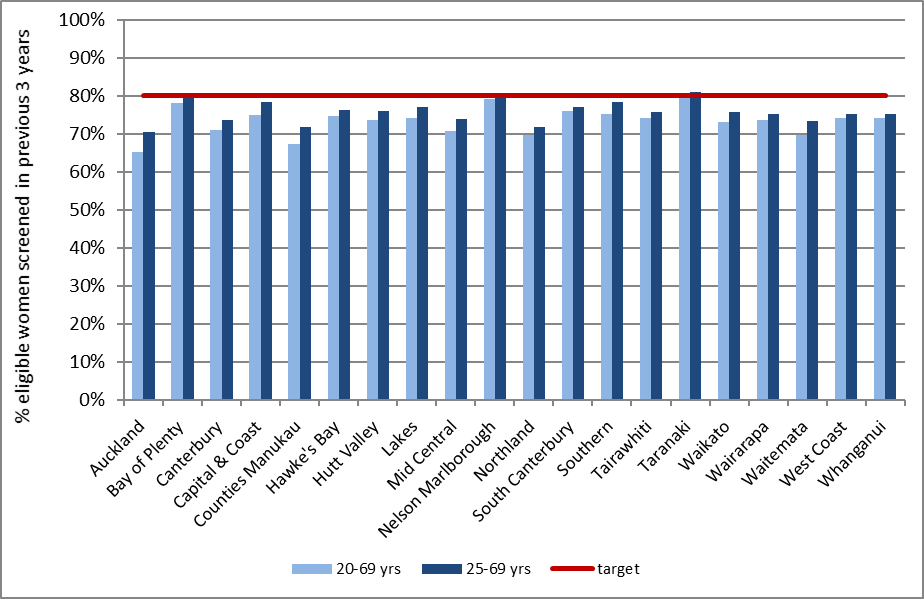 % eligible women screened in previous 3 years
100%
90%
80%
70%
60%
50%
40%
30%
20%
10%
0%
Auckland
Bay of Plenty
Canterbury
Capital & Coast
Counties Manukau
Hawke's Bay
Hutt Valley
Lakes
Mid Central
Nelson Marlborough
Northland
South Canterbury
Southern
Tairawhiti
Taranaki
Waikato
Wairarapa
Waitemata
West Coast
Whanganui
20-69 yrs
25-69 yrs
target